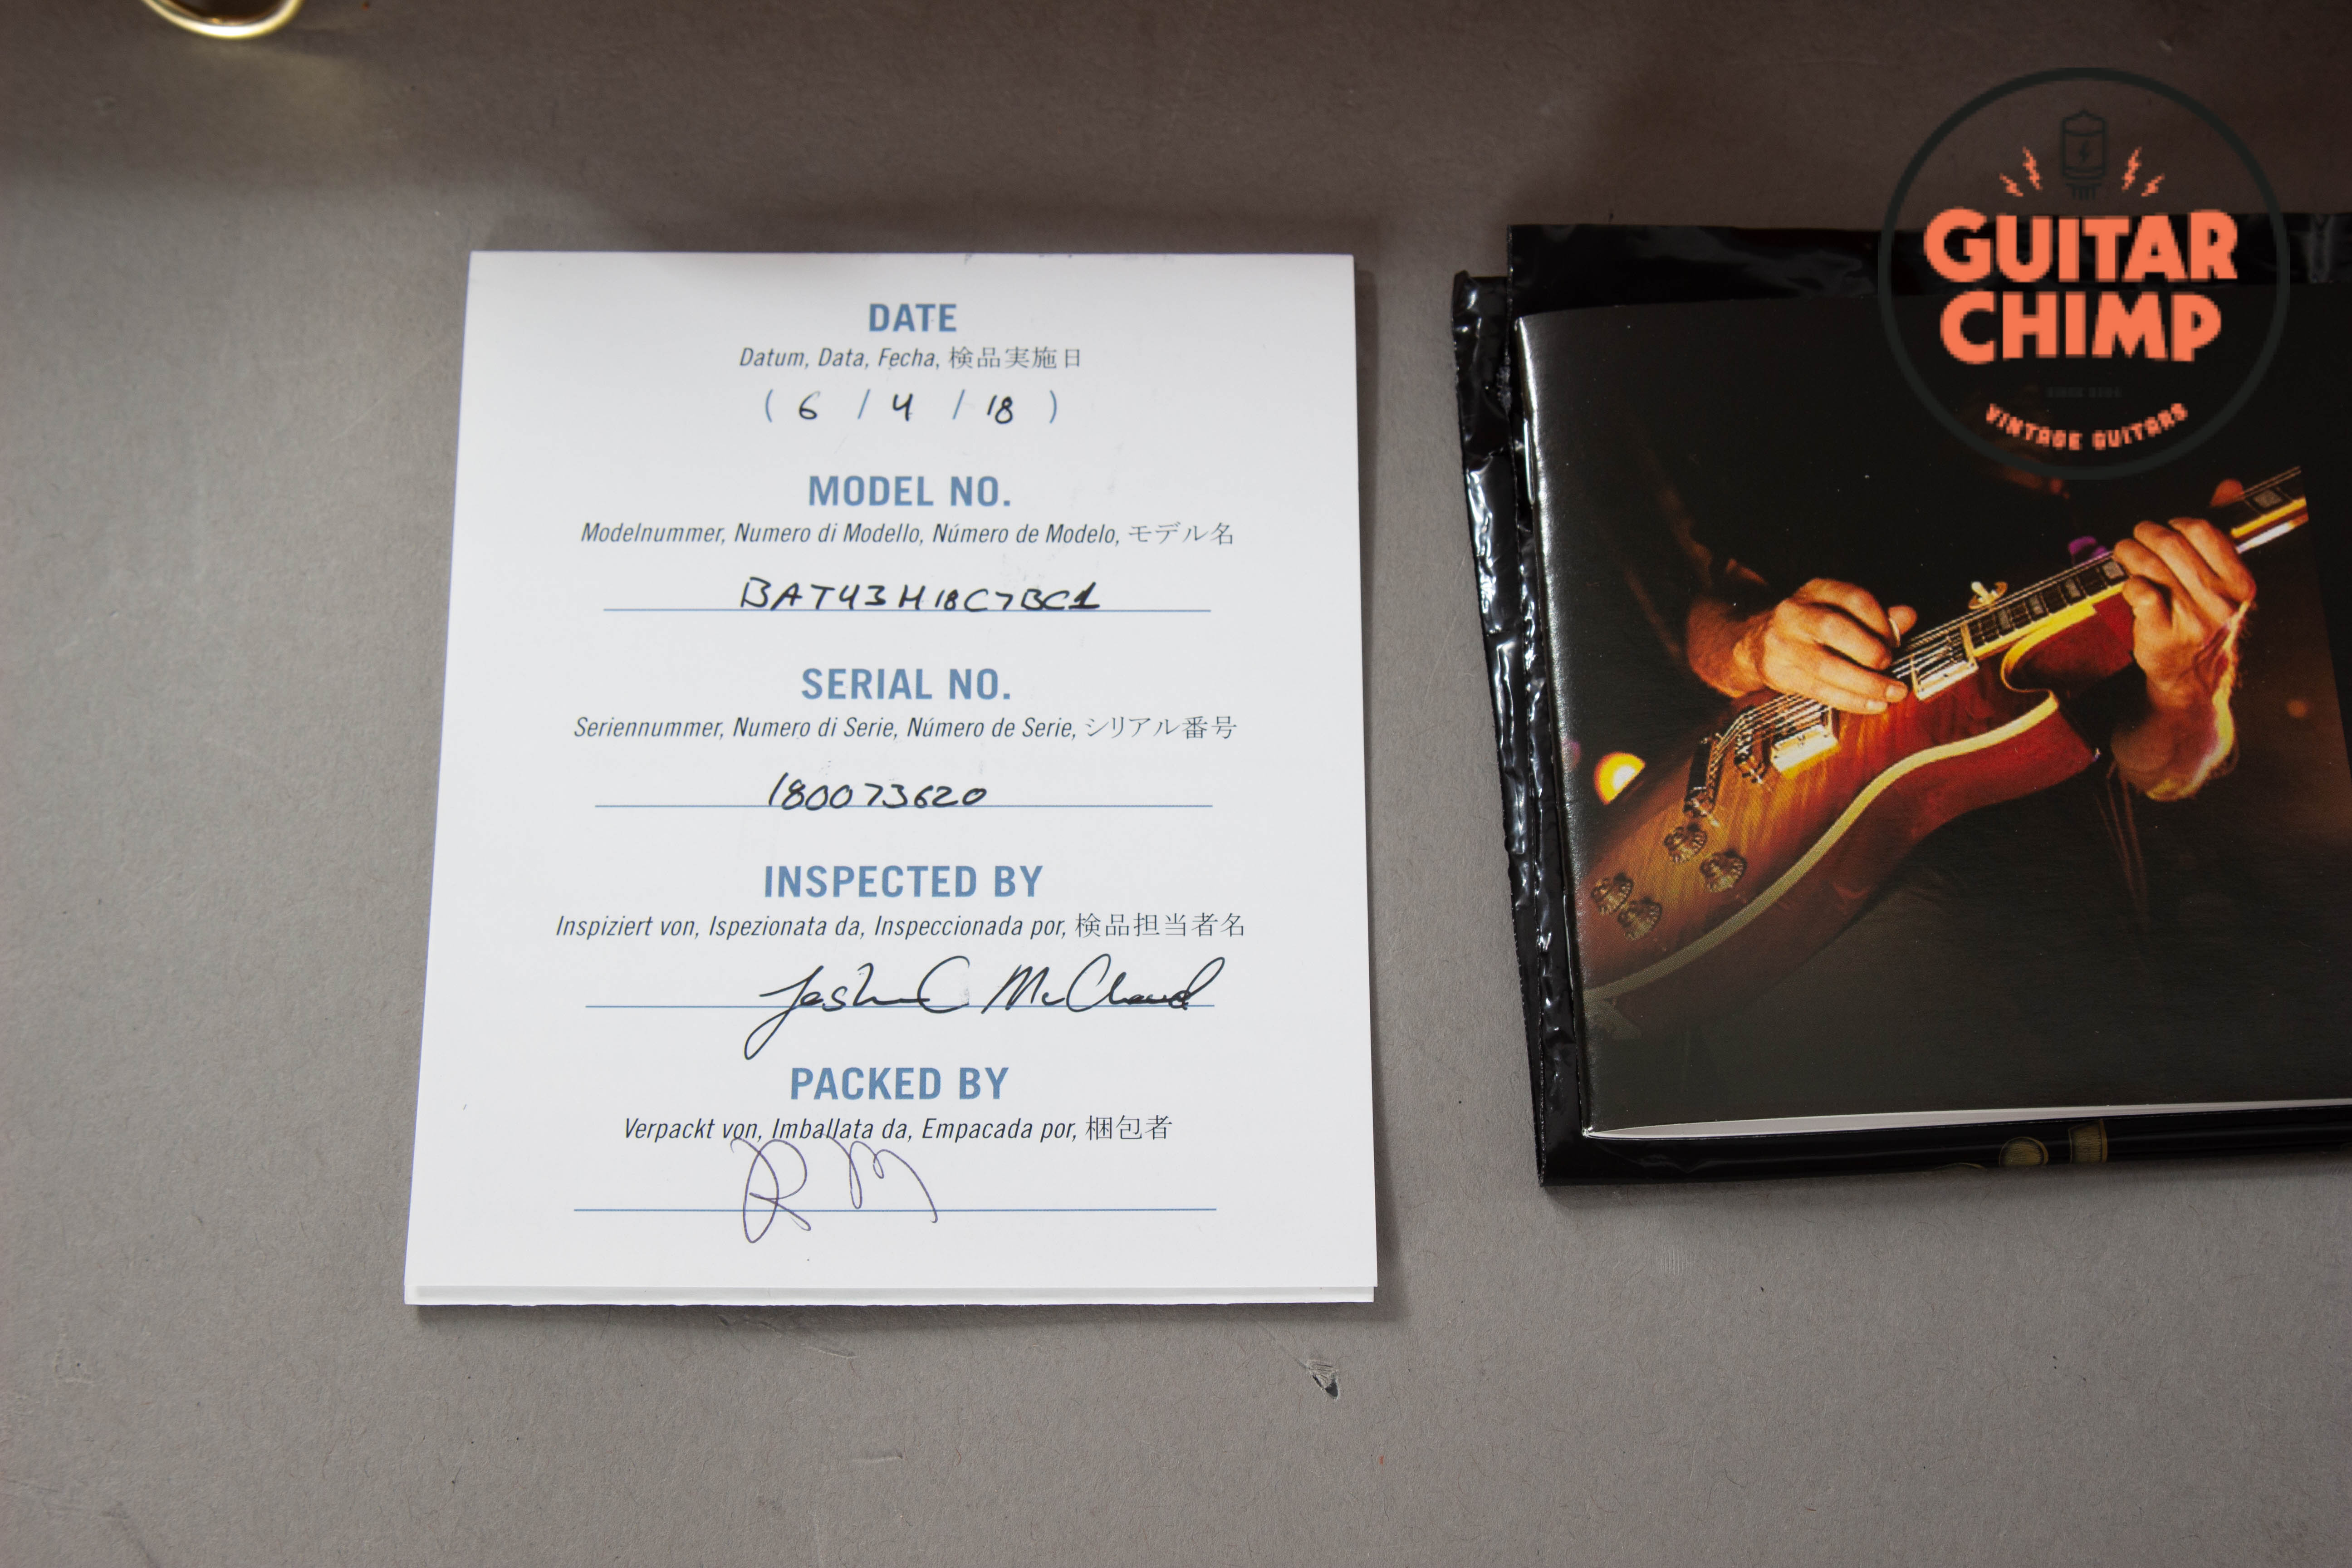 DATE
Datum, Data, Fecha, 検品実施日
( 6 / 4 / 18 )
MODEL NO.
Modelnummer, Numero di Modello, Número de Modelo, モデル名
BAT43H18C7BC1
SERIAL NO.
Seriennummer, Numero di Serie, Número de Serie, シリアル番号
180073620
INSPECTED BY
Inspiziert von, Ispezionata da, Inspeccionada por, 検品担当者名
PACKED BY
Verpackt von, Imballata da, Empacada por, 梱包者
RM
GUITAR
CHIMP
VINTAGE GUITARS